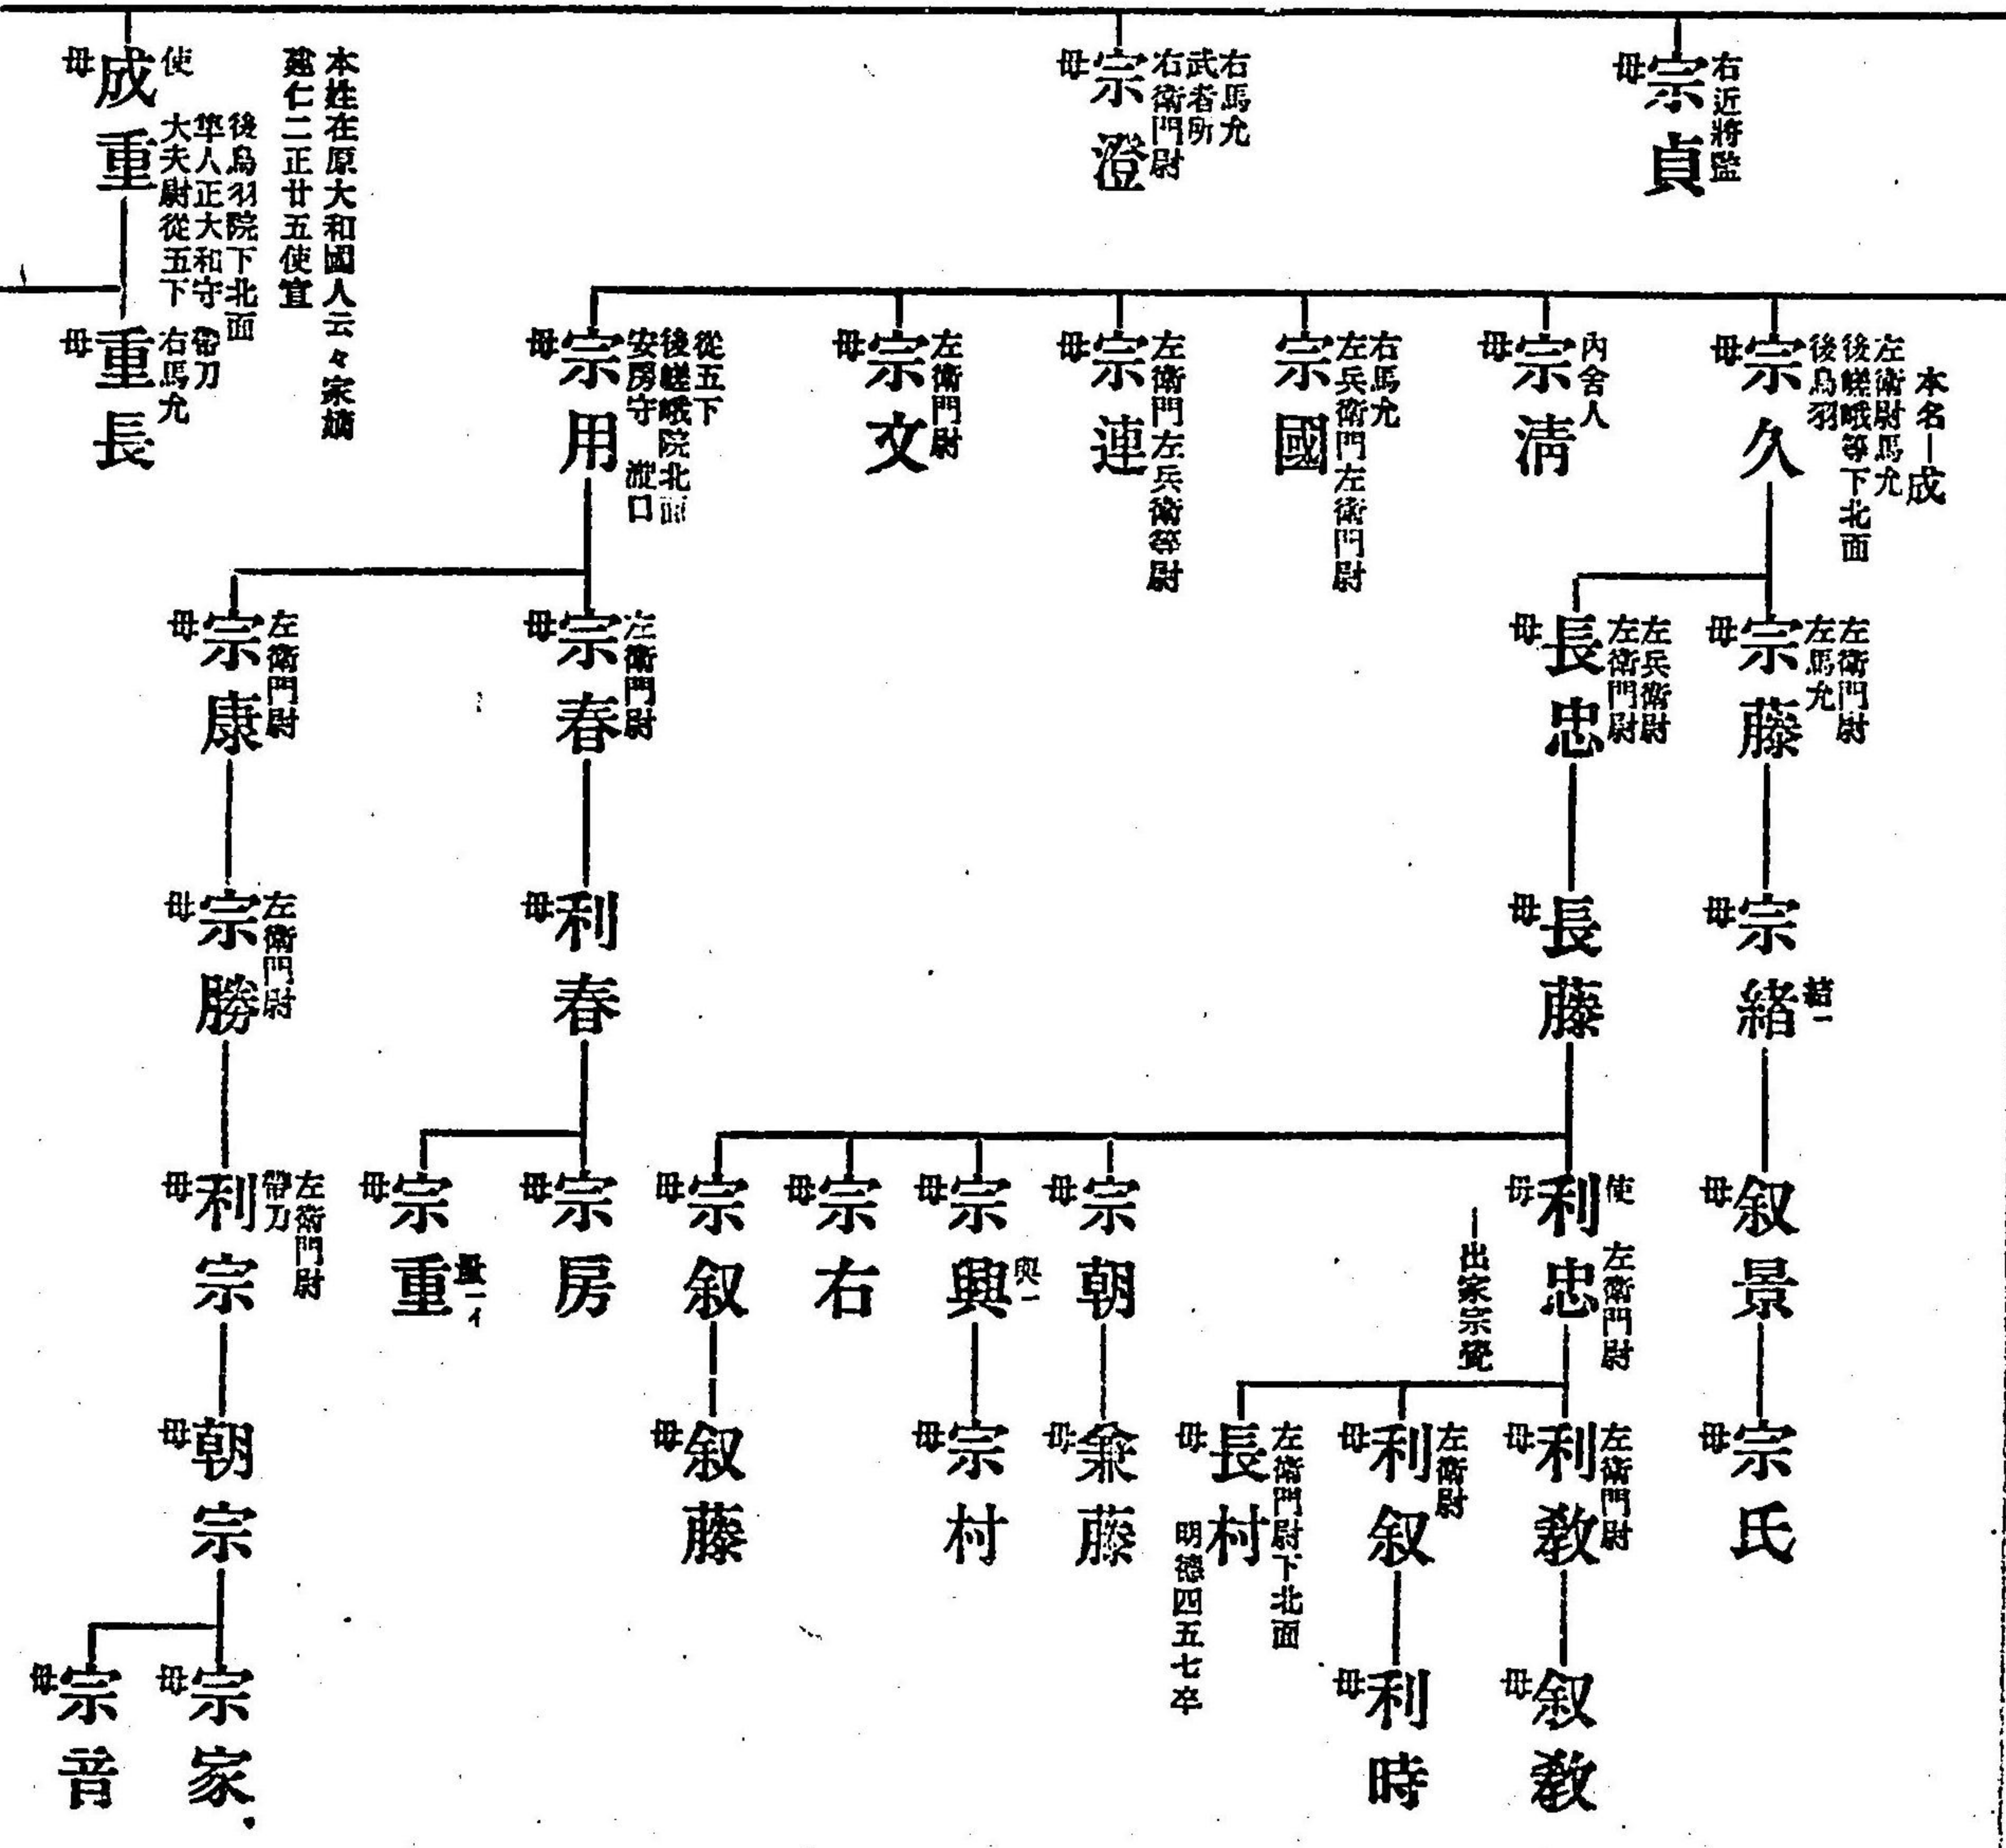 右近將監
宗貞
母
右馬允
武者所
右衛門尉
宗澄
母
本姓在原大和國人云々家嫡
建仁二正廿五使宣
使
後鳥羽院下北面
隼人正大和守
大夫尉從五下
成重
母
帶刀
右馬允
重長
母
本名—成
左衛尉馬允
後嵯峨等下北面
後鳥羽
宗久
母
內舍人
宗淸
母
右馬允
左兵衛門左衛門尉
宗國
左衛門左兵衛等尉
宗連
母
左衛門尉
宗文
母
從五下
後嵯峨院北面
安房守 瀧口
宗用
母
左衛門尉
左馬允
宗藤
母
左兵衛尉
左衛門尉
長忠
母
左衛門尉
宗春
母
左衛門尉
宗康
母
結一
宗緒
母
長藤
母
利春
母
左衛門尉
宗勝
母
叙景
母
使 左衛門尉
利忠
母
—出家宗覺
宗朝
母
與一
宗興
母
宗右
母
宗叙
母
宗房
母
量一イ
宗重
母
左衛門尉
帶刀
利宗
母
宗氏
母
左衛門尉
利敎
母
左衛尉
利叙
母
左衛門尉下北面
長村
母
明德四五七卒
兼藤
母
宗村
母
叙藤
母
朝宗
母
叙敎
母
利時
母
宗家
母
宗音
母